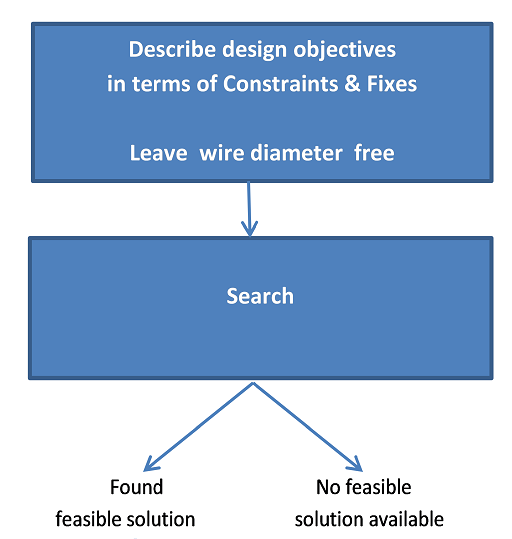 Describe design objectives
in terms of Constraints & Fixes
Leave wire diameter free
Search
Found
feasible solution
No feasible
solution available